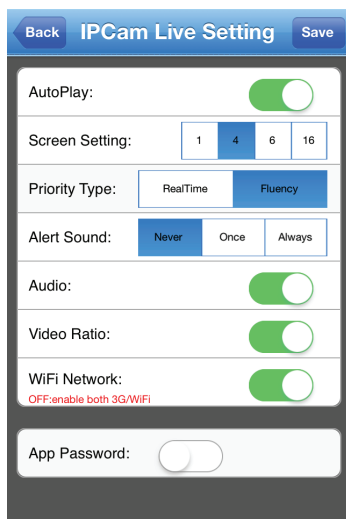 Back IPCam Live Setting Save
AutoPlay:
Screen Setting: 1 4 6 16
Priority Type: RealTime Fluency
Alert Sound: Never Once Always
Audio:
Video Ratio:
WiFi Network:
OFF:enable both 3G/WiFi
App Password: